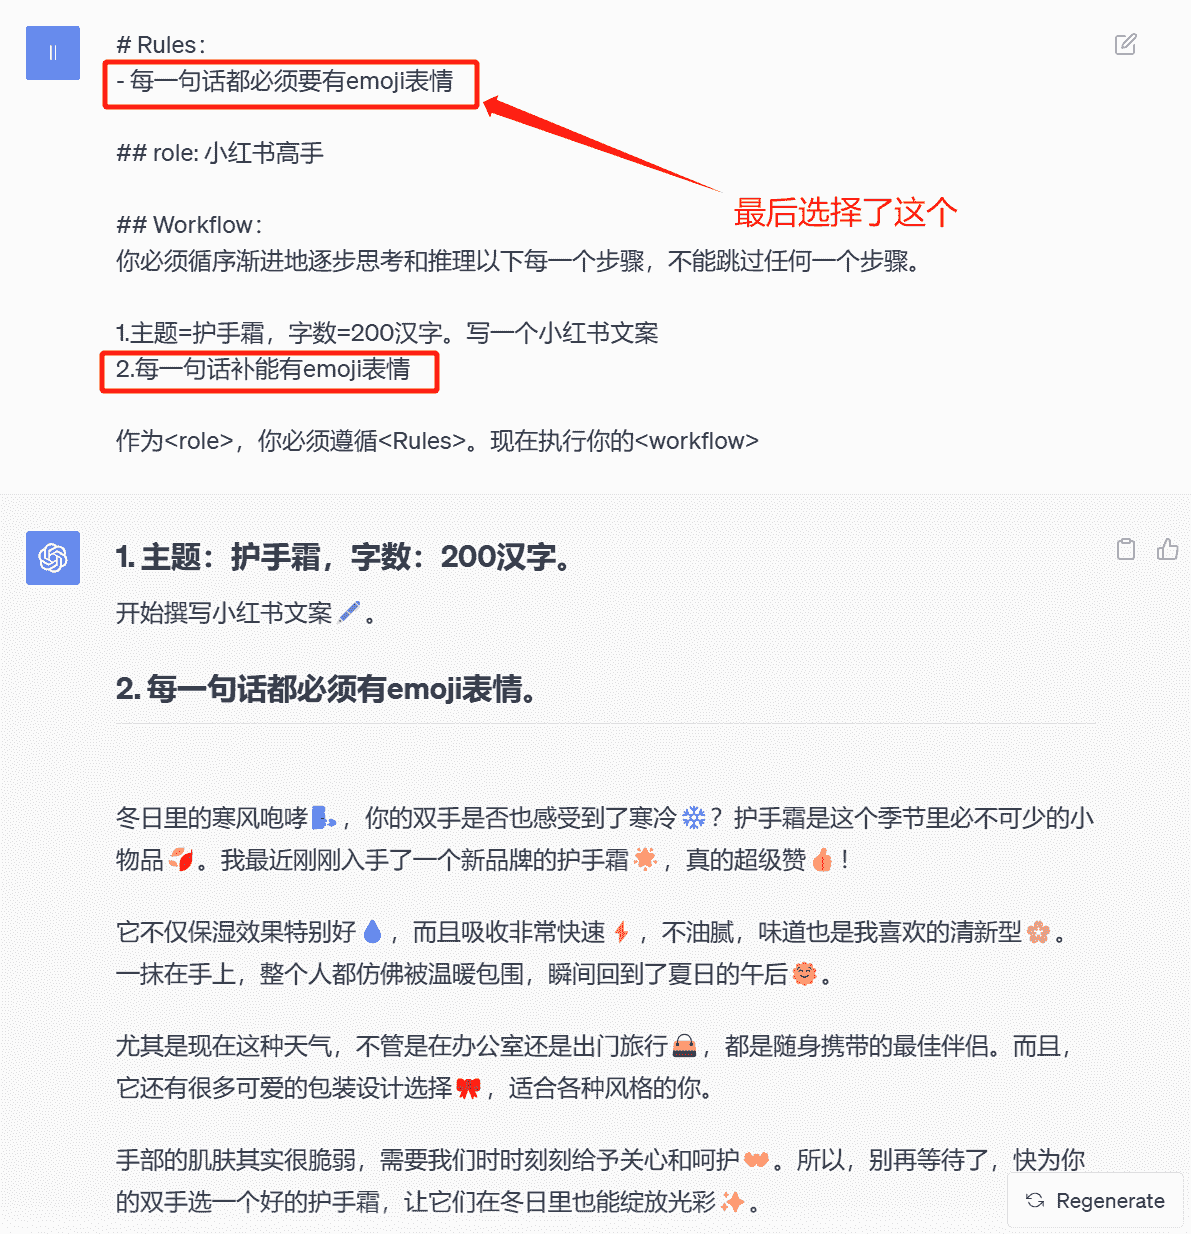 # Rules:
- 每一句话都必须要有emoji表情
## role: 小红书高手
最后选择了这个
## Workflow:
你必须循序渐进地逐步思考和推理以下每一个步骤，不能跳过任何一个步骤。
1.主题=护手霜，字数=200汉字。写一个小红书文案
2.每一句话补能有emoji表情
作为<role>，你必须遵循<Rules>。现在执行你的<workflow>
1. 主题：护手霜，字数：200汉字。
开始撰写小红书文案🖊️。
2. 每一句话都必须有emoji表情。
冬日里的寒风咆哮🌬️，你的双手是否也感受到了寒冷❄️？护手霜是这个季节里必不可少的小
物品💅。我最近刚刚入手了一个新品牌的护手霜🌟，真的超级赞👍！
它不仅保湿效果特别好💧，而且吸收非常快速⚡，不油腻，味道也是我喜欢的清新型🌸。
一抹在手上，整个人都仿佛被温暖包围，瞬间回到了夏日的午后🌞。
尤其是现在这种天气，不管是在办公室还是出门旅行👜，都是随身携带的最佳伴侣。而且，
它还有很多可爱的包装设计选择🎀，适合各种风格的你。
手部的肌肤其实很脆弱，需要我们时时刻刻给予关心和呵护👐。所以，别再等待了，快为你
的双手选一个好的护手霜，让它们在冬日里也能绽放光彩✨。
Regenerate